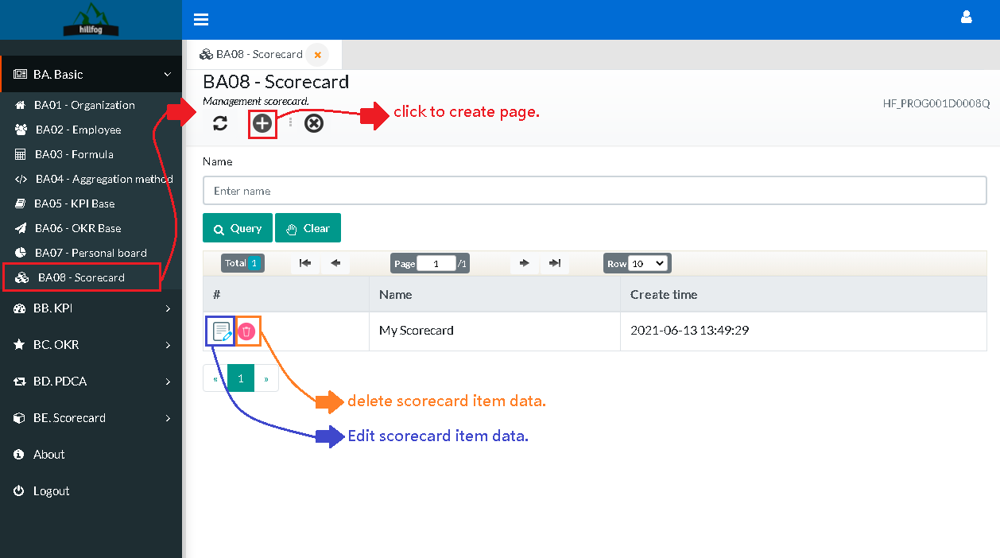 hillfog
BA. Basic
BA01 - Organization
BA02 - Employee
BA03 - Formula
BA04 - Aggregation method
BA05 - KPI Base
BA06 - OKR Base
BA07 - Personal board
BA08 - Scorecard
BB. KPI
BC. OKR
BD. PDCA
BE. Scorecard
About
Logout
BA08 - Scorecard
BA08 - Scorecard
Management scorecard.
HF_PROG001D0008Q
click to create page.
Name
Enter name
Query Clear
Total 1 Page 1 /1 Row 10
# Name Create time
My Scorecard 2021-06-13 13:49:29
« 1 »
delete scorecard item data.
Edit scorecard item data.